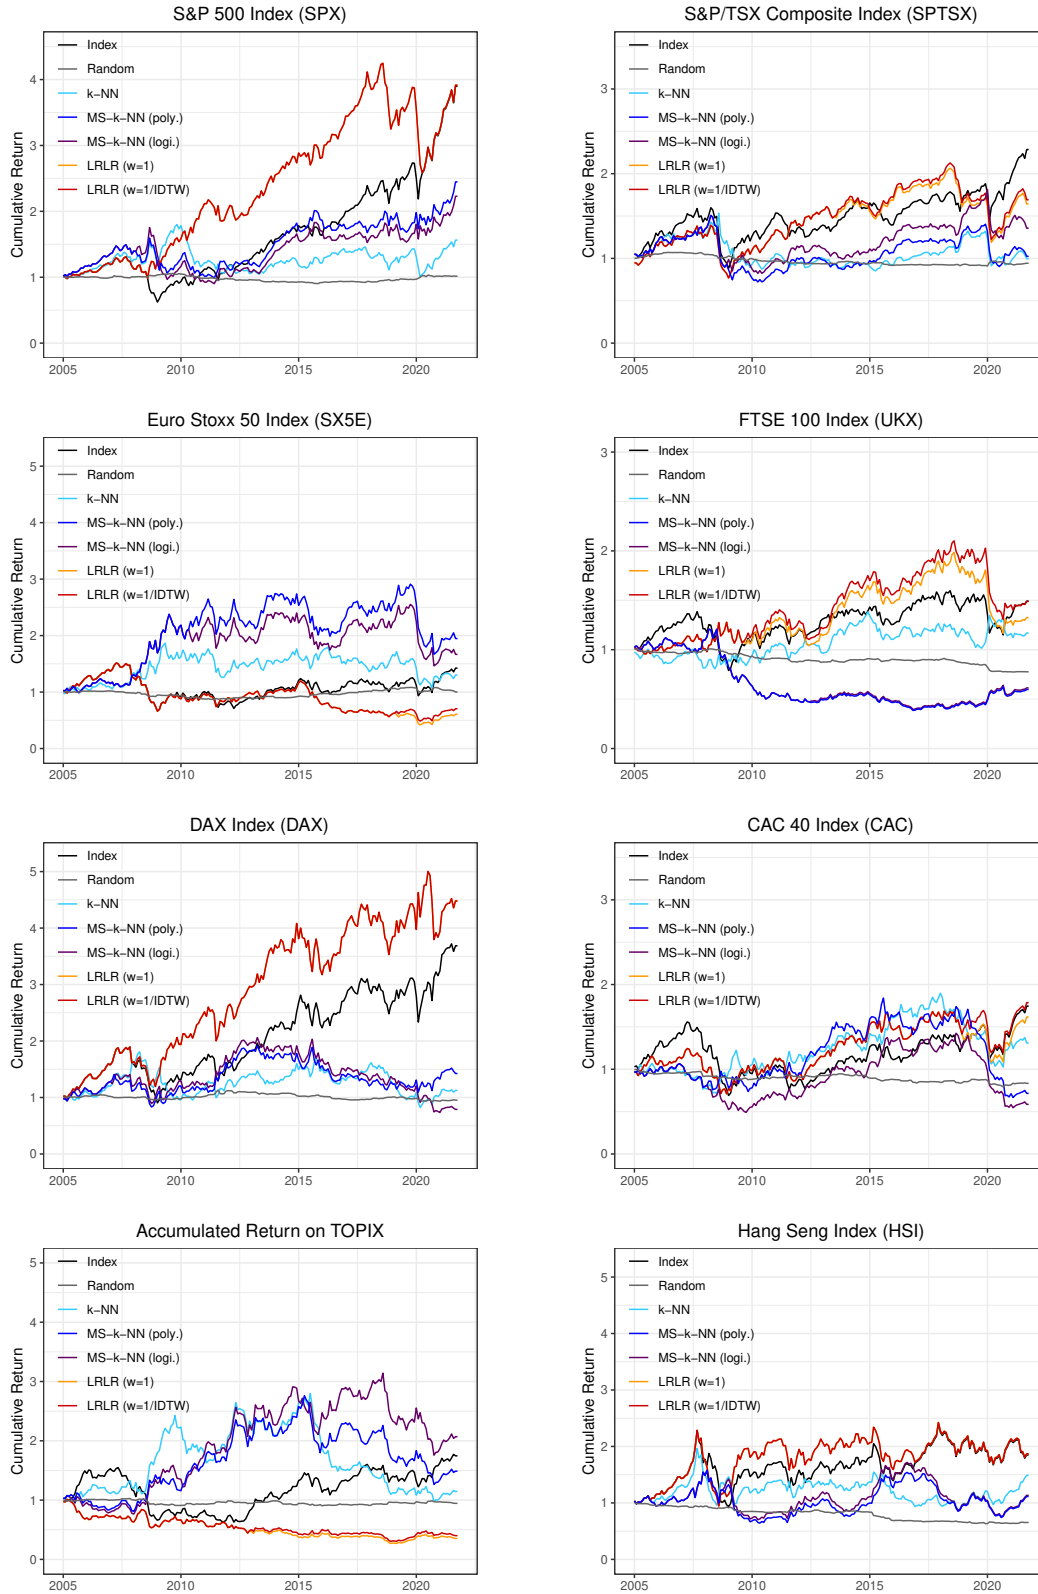 S&P 500 Index (SPX)
Cumulative Return
4
3
2
1
0
Index
Random
k−NN
MS−k−NN (poly.)
MS−k−NN (logi.)
LRLR (w=1)
LRLR (w=1/IDTW)
2005 2010 2015 2020
S&P/TSX Composite Index (SPTSX)
Cumulative Return
3
2
1
0
Index
Random
k−NN
MS−k−NN (poly.)
MS−k−NN (logi.)
LRLR (w=1)
LRLR (w=1/IDTW)
2005 2010 2015 2020
Euro Stoxx 50 Index (SX5E)
Cumulative Return
5
4
3
2
1
0
Index
Random
k−NN
MS−k−NN (poly.)
MS−k−NN (logi.)
LRLR (w=1)
LRLR (w=1/IDTW)
2005 2010 2015 2020
FTSE 100 Index (UKX)
Cumulative Return
3
2
1
0
Index
Random
k−NN
MS−k−NN (poly.)
MS−k−NN (logi.)
LRLR (w=1)
LRLR (w=1/IDTW)
2005 2010 2015 2020
DAX Index (DAX)
Cumulative Return
5
4
3
2
1
0
Index
Random
k−NN
MS−k−NN (poly.)
MS−k−NN (logi.)
LRLR (w=1)
LRLR (w=1/IDTW)
2005 2010 2015 2020
CAC 40 Index (CAC)
Cumulative Return
3
2
1
0
Index
Random
k−NN
MS−k−NN (poly.)
MS−k−NN (logi.)
LRLR (w=1)
LRLR (w=1/IDTW)
2005 2010 2015 2020
Accumulated Return on TOPIX
Cumulative Return
5
4
3
2
1
0
Index
Random
k−NN
MS−k−NN (poly.)
MS−k−NN (logi.)
LRLR (w=1)
LRLR (w=1/IDTW)
2005 2010 2015 2020
Hang Seng Index (HSI)
Cumulative Return
5
4
3
2
1
0
Index
Random
k−NN
MS−k−NN (poly.)
MS−k−NN (logi.)
LRLR (w=1)
LRLR (w=1/IDTW)
2005 2010 2015 2020